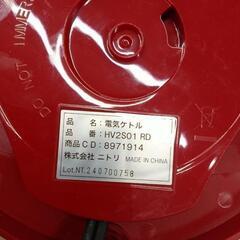 DO NOT IMMER
品 名：電気ケトル
品 番：HV2S01 RD
商品ＣＤ：8971914
株式会社 ニトリ MADE IN CHINA
Lot.NT.240700758